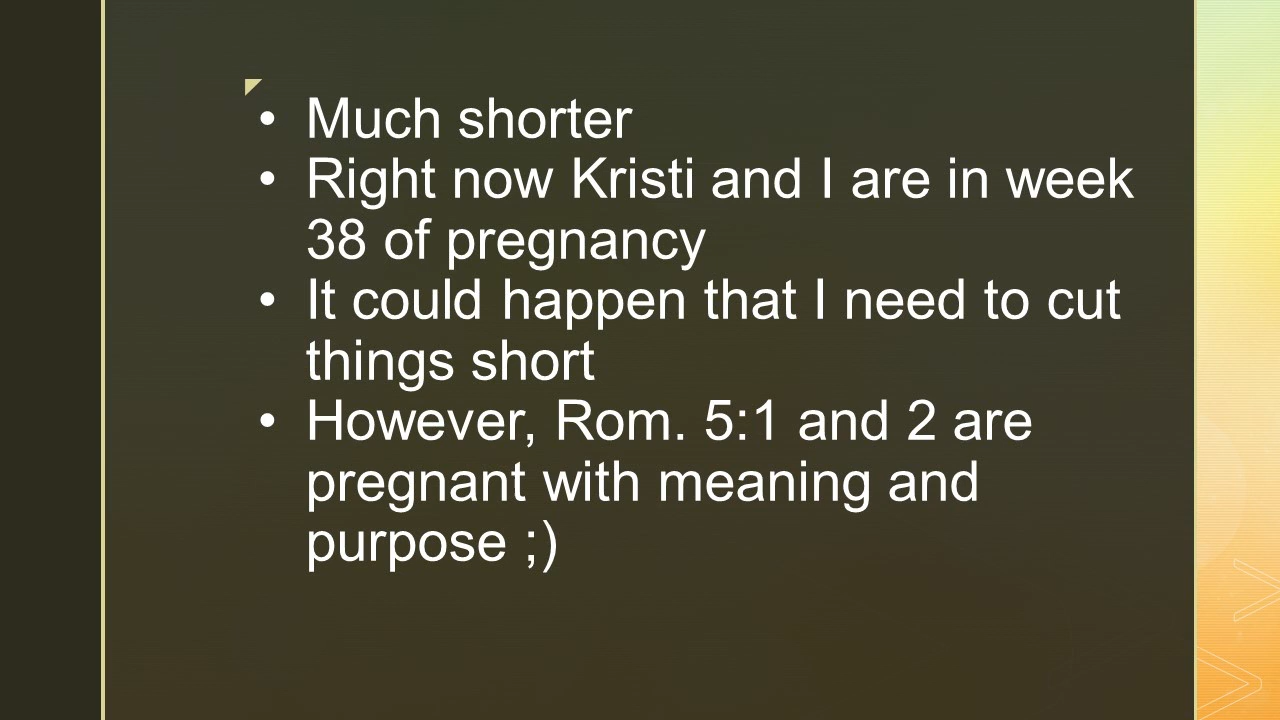 • Much shorter
• Right now Kristi and I are in week
38 of pregnancy
• It could happen that I need to cut
things short
• However, Rom. 5:1 and 2 are
pregnant with meaning and
purpose ;)